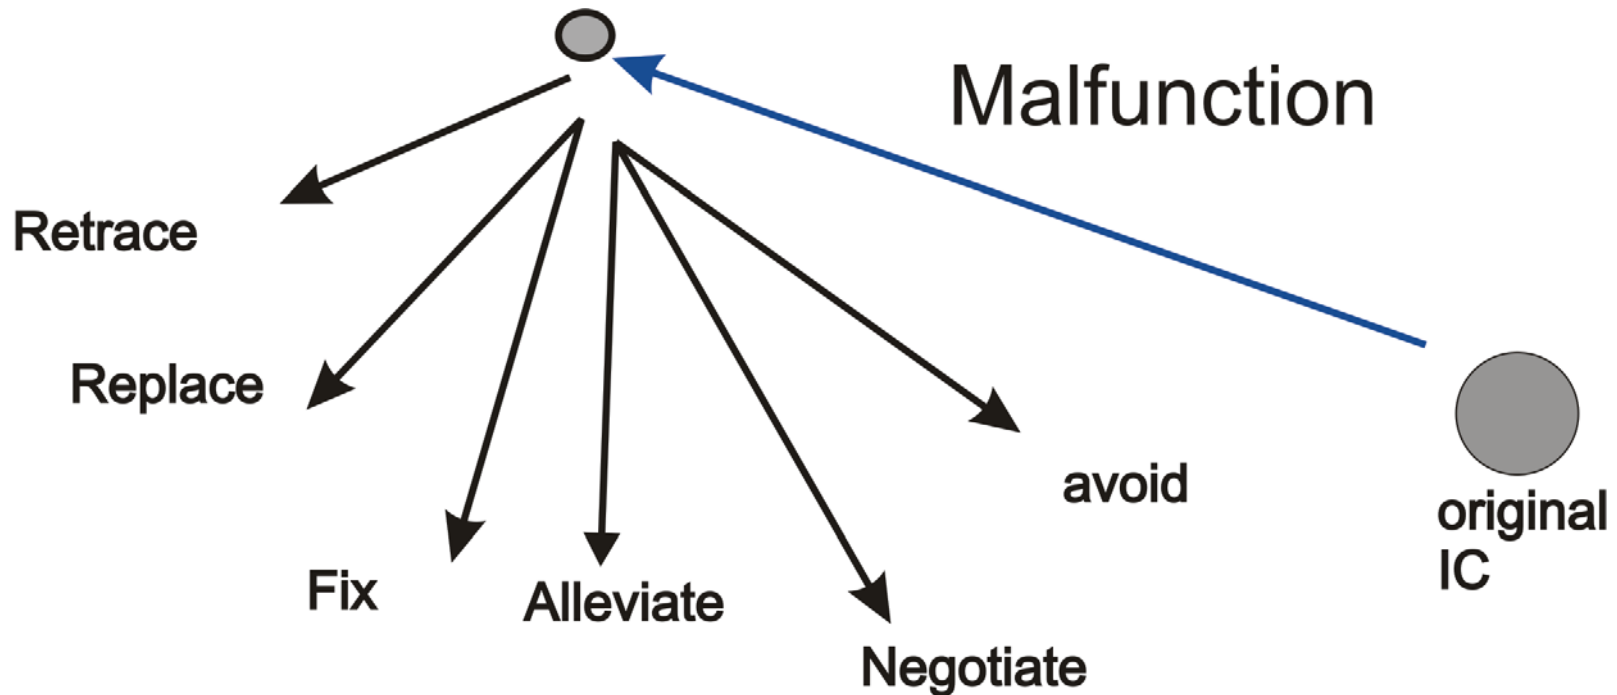 Malfunction
Retrace
Replace
avoid
original
IC
Fix
Alleviate
Negotiate